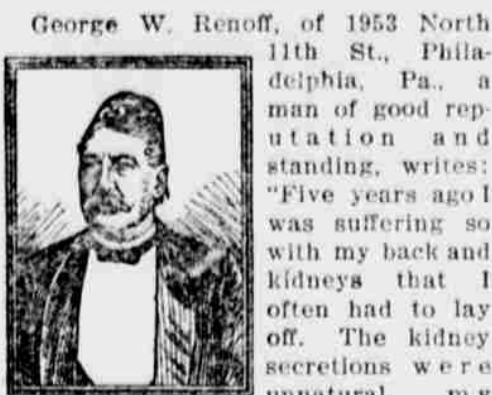 George W. Renoff, of 1953 North
11th St., Phila-
delphia, Pa., a
man of good rep-
utation and
standing, writes:
"Five years ago I
was suffering so
with my back and
kidneys that I
often had to lay
off. The kidney
secretions were
unnatural, my